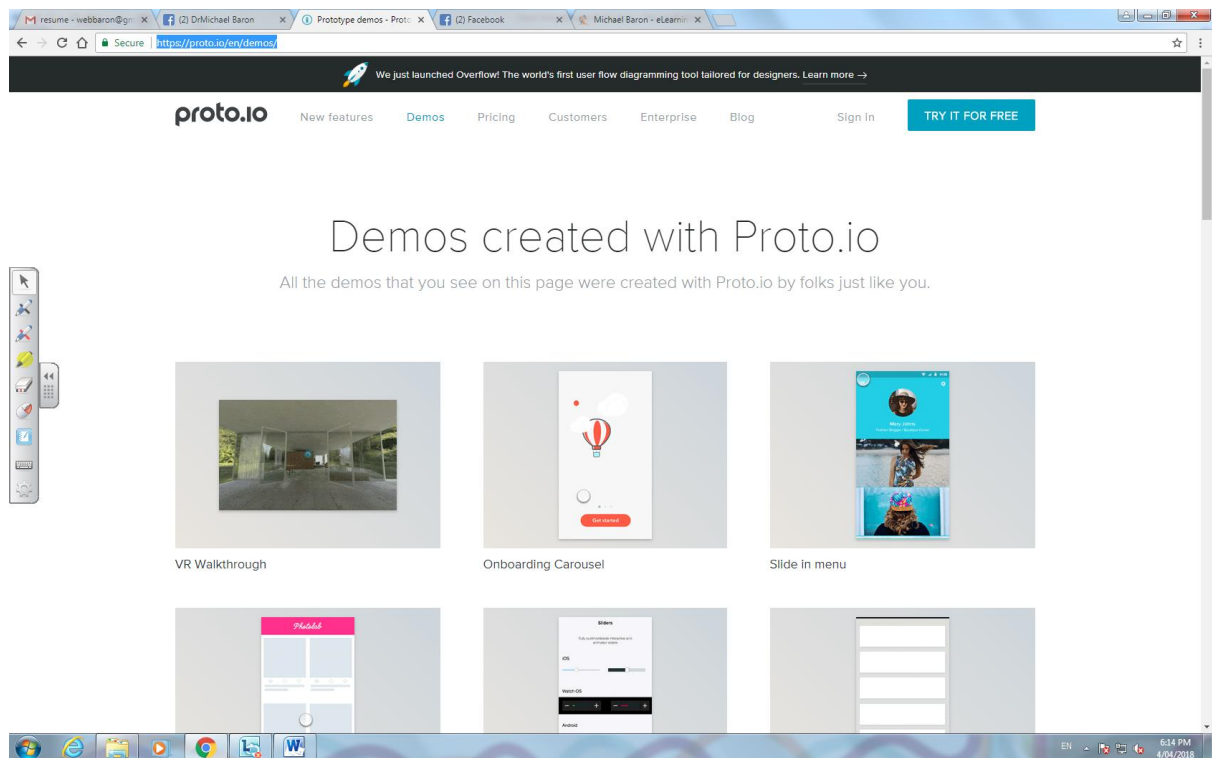 resume - webbaron@gm
(2) DrMichael Baron
Prototype demos - Proto
(2) Facebook
Michael Baron - eLearnin
Secure
https://proto.io/en/demos/
We just launched Overflow! The world's first user flow diagramming tool tailored for designers. Learn more →
proto.io
New features
Demos
Pricing
Customers
Enterprise
Blog
Sign in
TRY IT FOR FREE
Demos created with Proto.io
All the demos that you see on this page were created with Proto.io by folks just like you.
Mary Johns
Get started
VR Walkthrough
Onboarding Carousel
Slide in menu
Photolab
Sliders
iOS
Watch OS
Android
EN
6:14 PM
4/04/2018